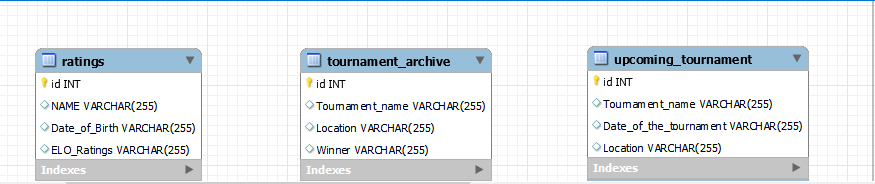 ratings
id INT
NAME VARCHAR(255)
Date_of_Birth VARCHAR(255)
ELO_Ratings VARCHAR(255)
Indexes
tournament_archive
id INT
Tournament_name VARCHAR(255)
Location VARCHAR(255)
Winner VARCHAR(255)
Indexes
upcoming_tournament
id INT
Tournament_name VARCHAR(255)
Date_of_the_tournament VARCHAR(255)
Location VARCHAR(255)
Indexes